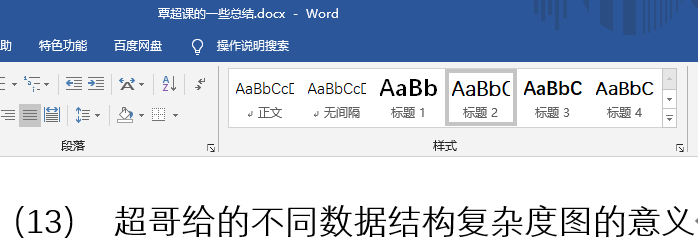 覃超课的一些总结.docx - Word
助 特色功能 百度网盘 操作说明搜索
AaBbCcD AaBbCcD AaBb AaBbC AaBbC AaBbC
正文 无间隔 标题 1 标题 2 标题 3 标题 4
段落 样式
（13） 超哥给的不同数据结构复杂度图的意义